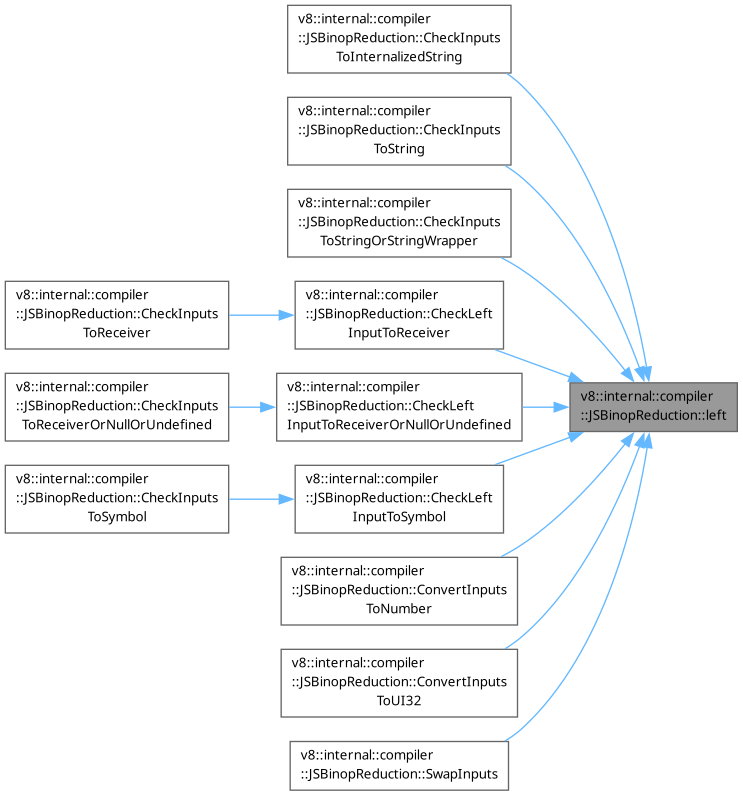 v8::internal::compiler
::JSBinopReduction::CheckInputs
ToInternalizedString
v8::internal::compiler
::JSBinopReduction::CheckInputs
ToString
v8::internal::compiler
::JSBinopReduction::CheckInputs
ToStringOrStringWrapper
v8::internal::compiler
::JSBinopReduction::CheckInputs
ToReceiver
v8::internal::compiler
::JSBinopReduction::CheckLeft
InputToReceiver
v8::internal::compiler
::JSBinopReduction::CheckInputs
ToReceiverOrNullOrUndefined
v8::internal::compiler
::JSBinopReduction::CheckLeft
InputToReceiverOrNullOrUndefined
v8::internal::compiler
::JSBinopReduction::left
v8::internal::compiler
::JSBinopReduction::CheckInputs
ToSymbol
v8::internal::compiler
::JSBinopReduction::CheckLeft
InputToSymbol
v8::internal::compiler
::JSBinopReduction::ConvertInputs
ToNumber
v8::internal::compiler
::JSBinopReduction::ConvertInputs
ToUI32
v8::internal::compiler
::JSBinopReduction::SwapInputs